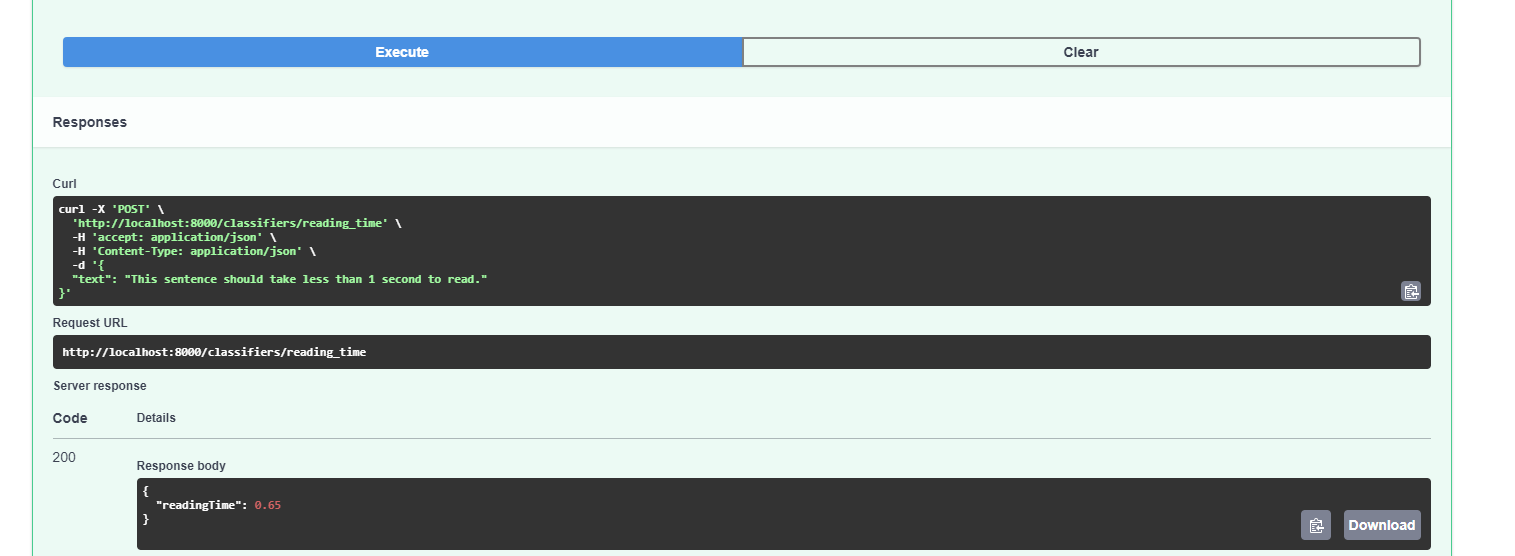 Execute
Clear
Responses
Curl
curl -X 'POST' \
'http://localhost:8000/classifiers/reading_time' \
-H 'accept: application/json' \
-H 'Content-Type: application/json' \
-d '{
"text": "This sentence should take less than 1 second to read."
}'
Request URL
http://localhost:8000/classifiers/reading_time
Server response
Code
Details
200
Response body
{
"readingTime": 0.65
}
Download